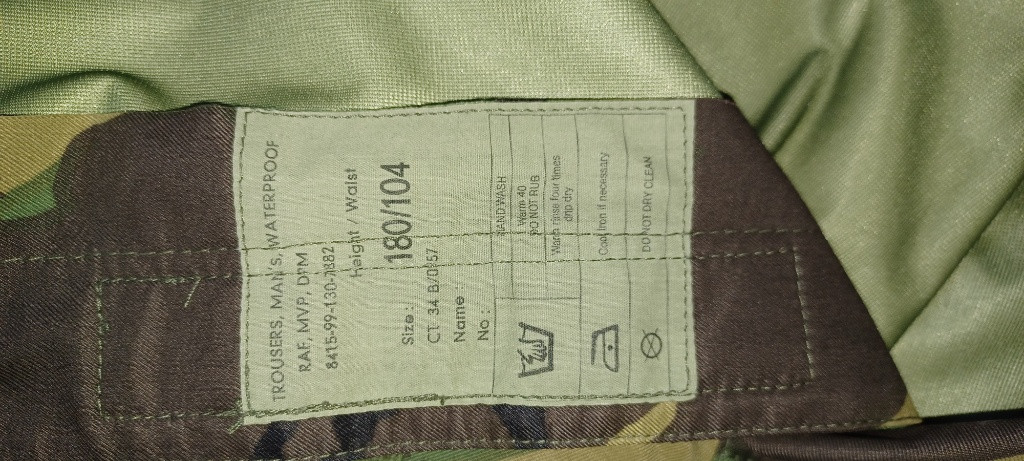 TROUSERS, MAN'S, WATERPROOF
RAF, MVP, DPM
8415-99-130-7882
Height / Waist
Size : 180/104
CT 34
Name :
No :
HAND WASH
Warm 40
DO NOT RUB
Warm rinse four times
drip dry
Cool Iron if necessary
DO NOT DRY CLEAN